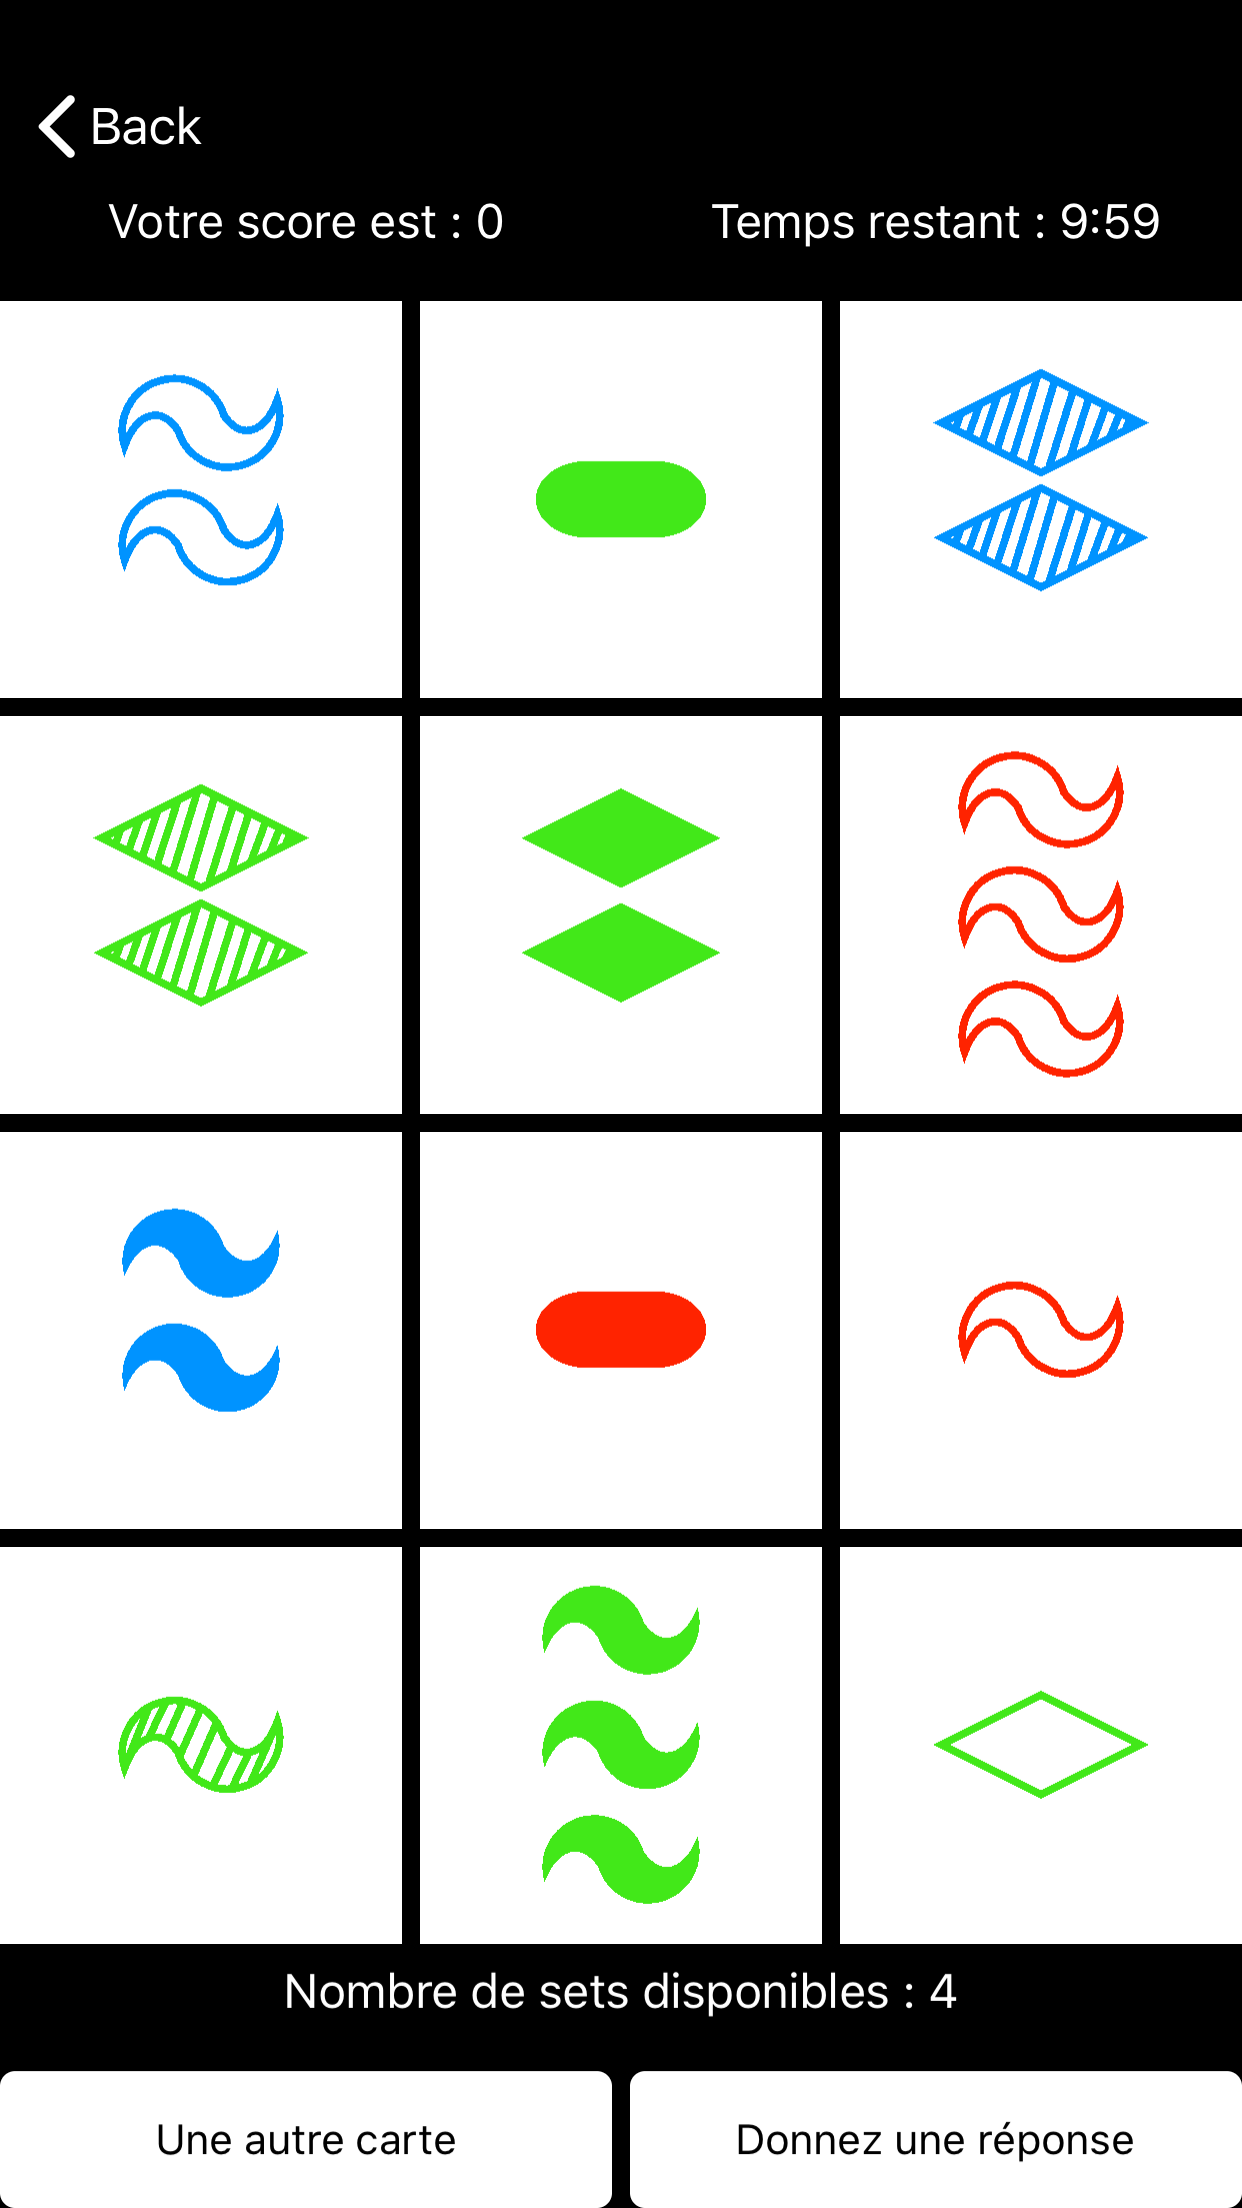 Back
Votre score est : 0
Temps restant : 9:59
Nombre de sets disponibles : 4
Une autre carte
Donnez une réponse